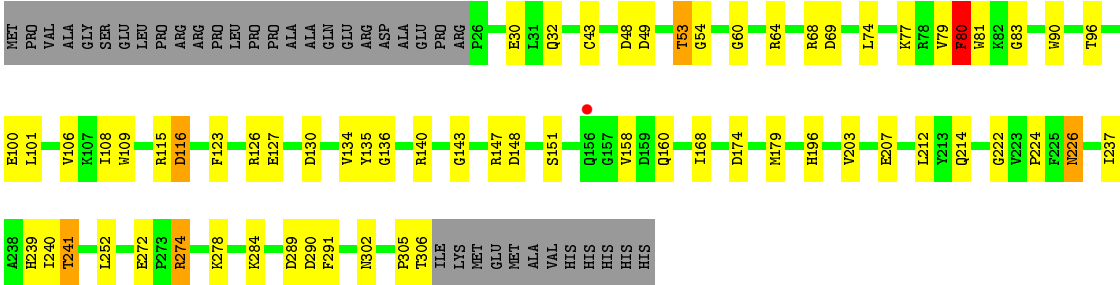 MET PRO VAL ALA GLY SER GLU LEU PRO ARG ARG PRO LEU PRO PRO ALA ALA GLN GLU ARG ASP ALA GLU PRO ARG P26 E30 L31 Q32 C43 D48 D49 T53 G54 G60 R64 R68 D69 L74 K77 R78 V79 F80 W81 K82 G83 W90 T96
E100 L101 V106 K107 I108 W109 R115 D116 F123 R126 E127 D130 V134 Y135 G136 R140 G143 R147 D148 S151 Q156 G157 V158 D159 Q160 I168 D174 M179 H196 V203 E207 L212 Y213 Q214 G222 V223 P224 F225 N226 I237
A238 H239 I240 T241 L252 E272 P273 R274 K278 K284 D289 D290 F291 N302 P305 T306 ILE LYS MET GLU MET ALA VAL HIS HIS HIS HIS HIS HIS